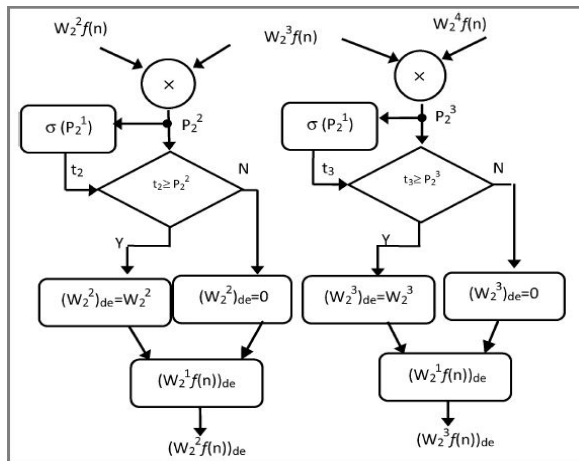 W₂²f(n) W₂³f(n) W₂⁴f(n)
× ×
σ (P₂¹) P₂² σ (P₂¹) P₂³
t₂ t₂≥ P₂² N t₃ t₃≥ P₂³ N
Y Y
(W₂²)de=W₂² (W₂²)de=0 (W₂³)de=W₂³ (W₂³)de=0
(W₂¹f(n))de (W₂¹f(n))de
(W₂²f(n))de (W₂³f(n))de